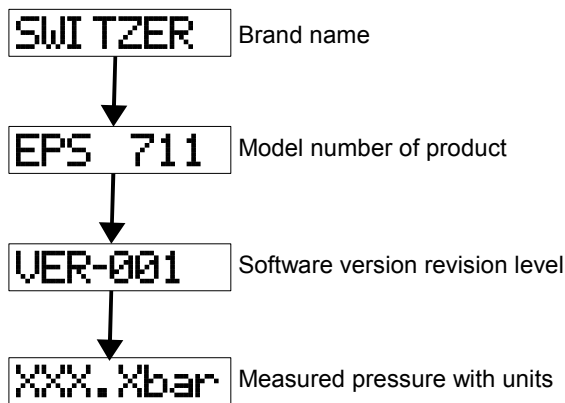 SWITZER Brand name
EPS 711 Model number of product
VER-001 Software version revision level
XXX.Xbar Measured pressure with units